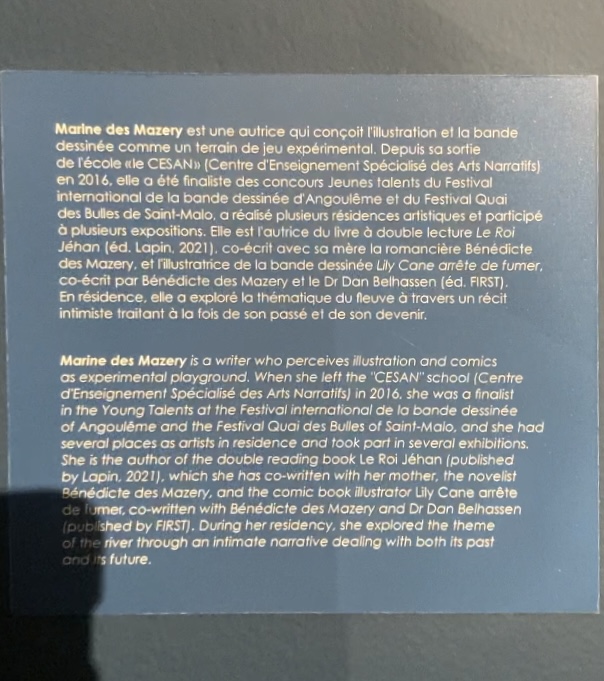 Marine des Mazery est une autrice qui conçoit l'illustration et la bande
dessinée comme un terrain de jeu expérimental. Depuis sa sortie
de l'école «le CESAN» (Centre d'Enseignement Spécialisé des Arts Narratifs)
en 2016, elle a été finaliste des concours Jeunes talents du Festival
international de la bande dessinée d'Angoulême et du Festival Quai
des Bulles de Saint-Malo, a réalisé plusieurs résidences artistiques et participé
à plusieurs expositions. Elle est l'autrice du livre à double lecture Le Roi
Jéhan (éd. Lapin, 2021), co-écrit avec sa mère la romancière Bénédicte
des Mazery, et l'illustratrice de la bande dessinée Lily Cane arrête de fumer,
co-écrit par Bénédicte des Mazery et le Dr Dan Belhassen (éd. FIRST).
En résidence, elle a exploré la thématique du fleuve à travers un récit
intimiste traitant à la fois de son passé et de son devenir.
Marine des Mazery is a writer who perceives illustration and comics
as experimental playground. When she left the "CESAN" school (Centre
d'Enseignement Spécialisé des Arts Narratifs) in 2016, she was a finalist
in the Young Talents at the Festival international de la bande dessinée
of Angoulême and the Festival Quai des Bulles of Saint-Malo, and she had
several places as artists in residence and took part in several exhibitions.
She is the author of the double reading book Le Roi Jéhan (published
by Lapin, 2021), which she has co-written with her mother, the novelist
Bénédicte des Mazery, and the comic book illustrator Lily Cane arrête
de fumer, co-written with Bénédicte des Mazery and Dr Dan Belhassen
(published by FIRST). During her residency, she explored the theme
of the river through an intimate narrative dealing with both its past
and its future.